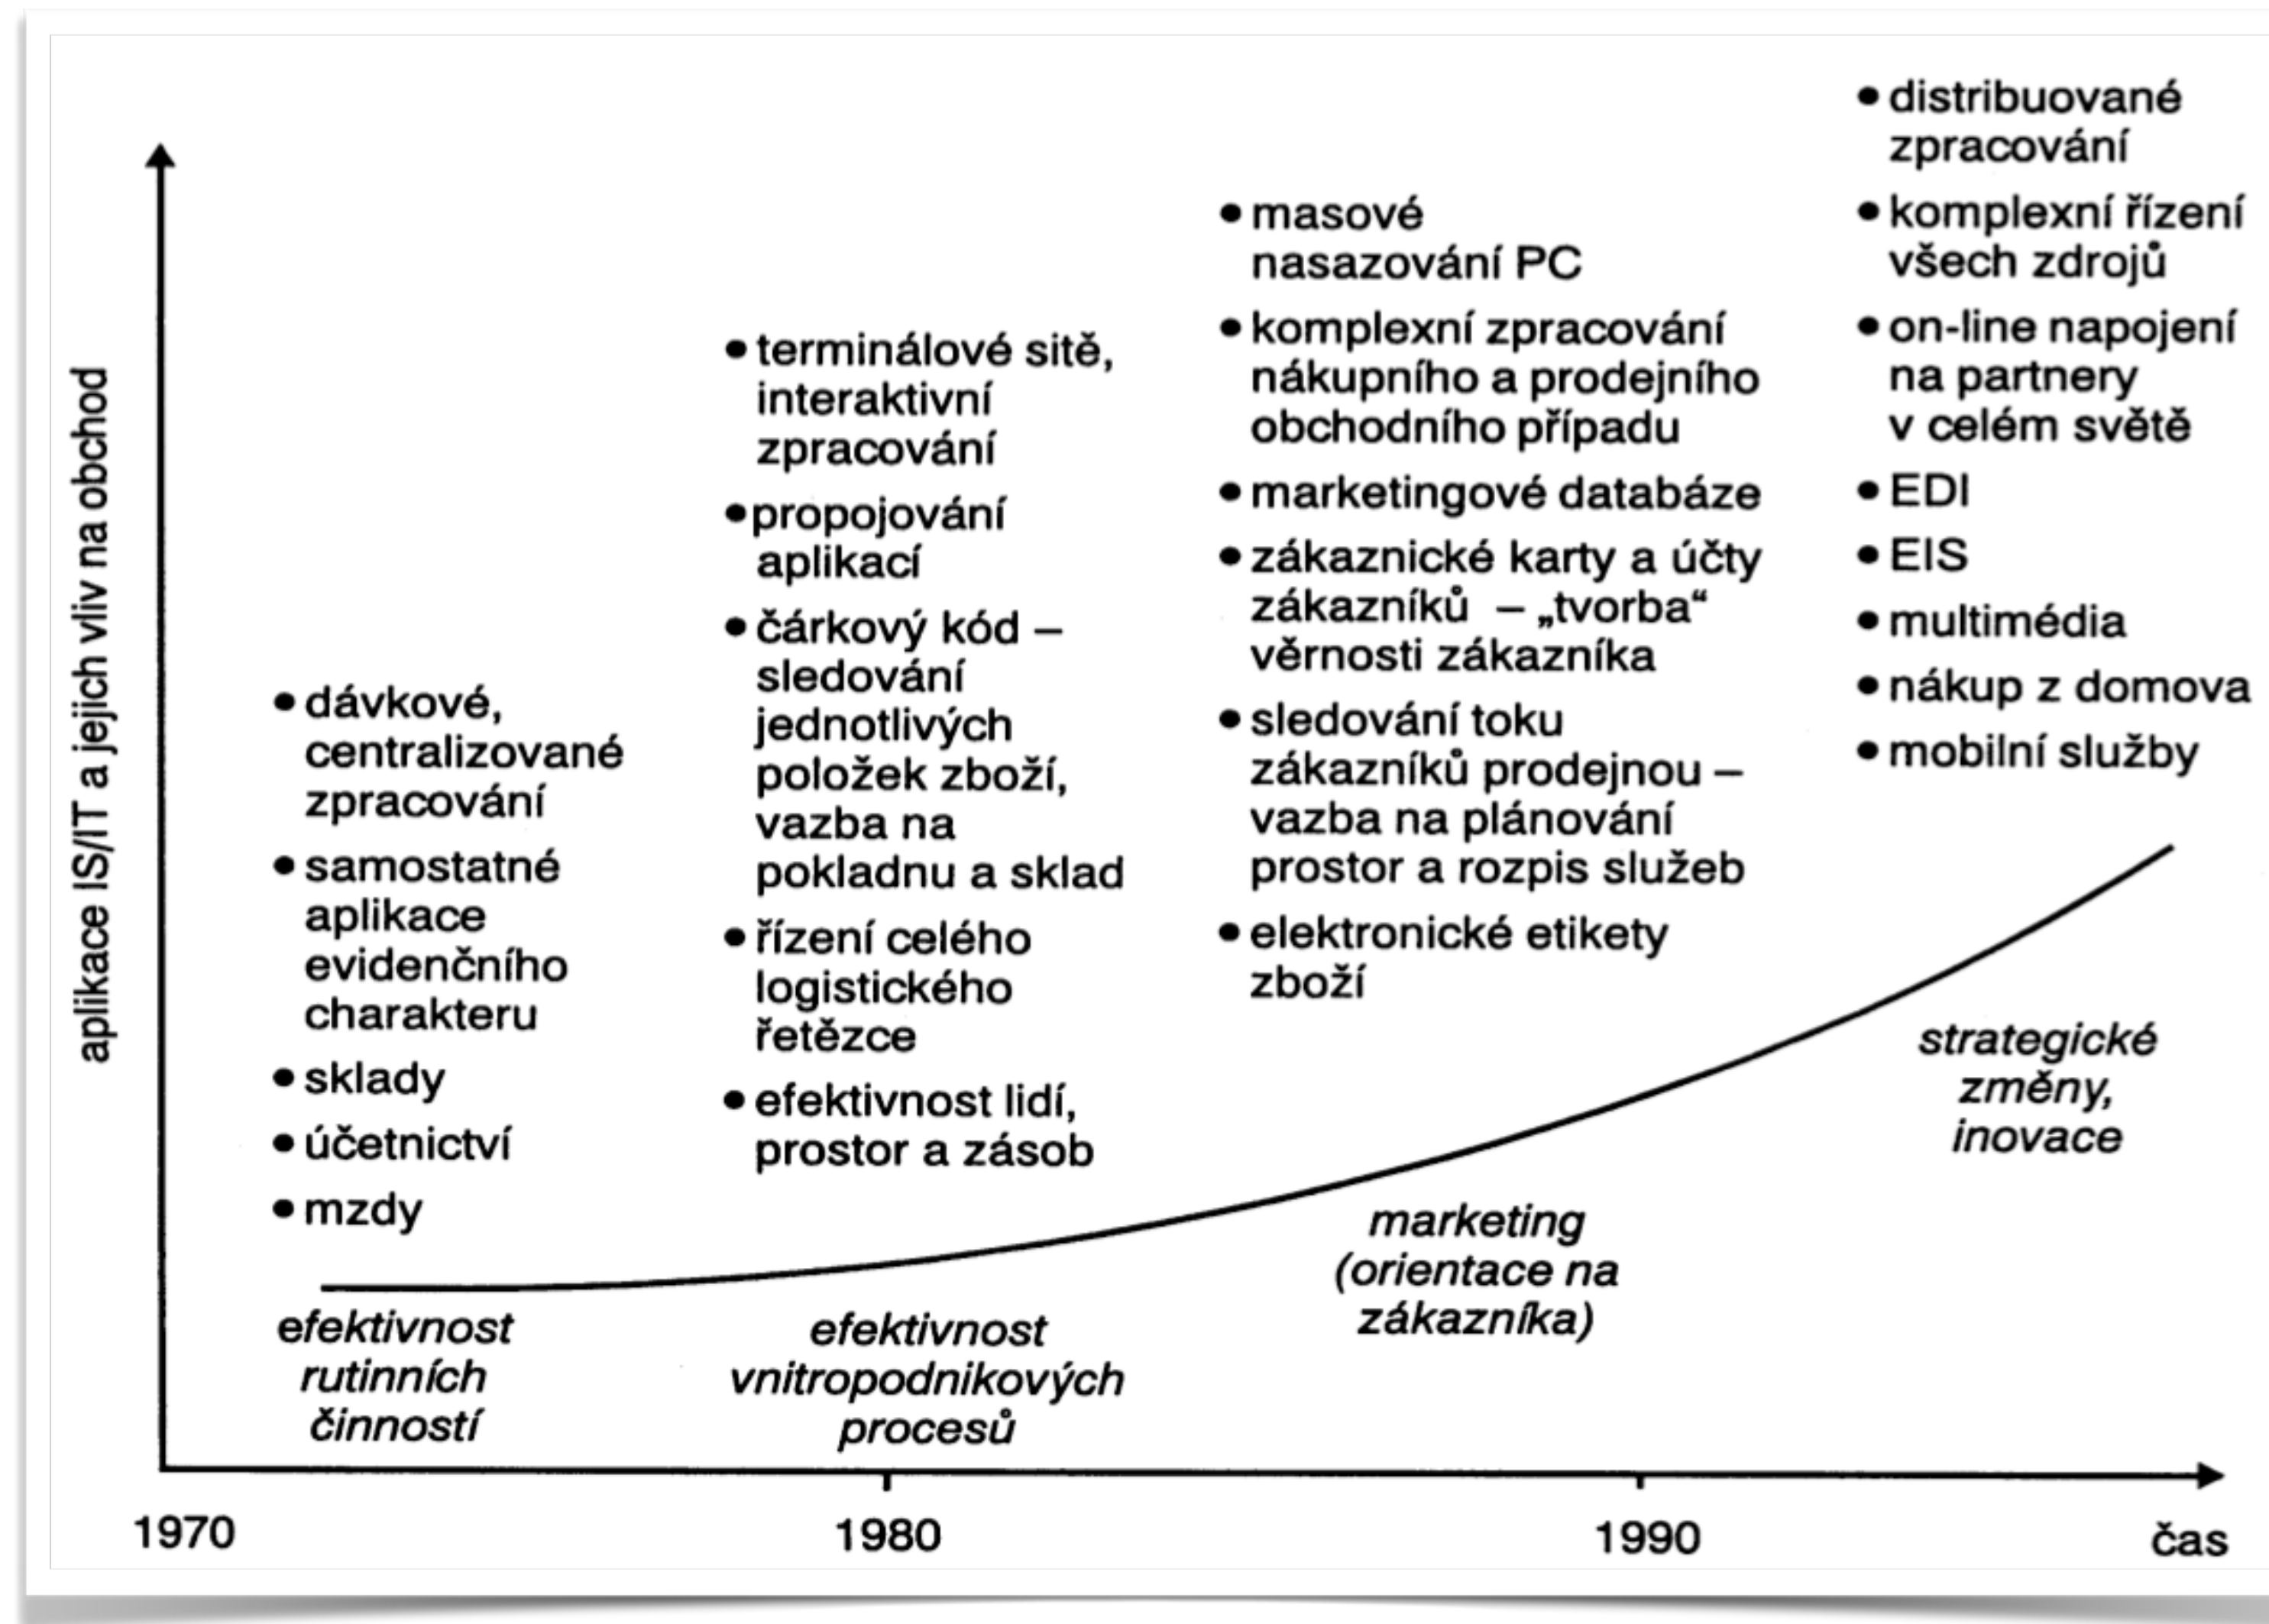 aplikace IS/IT a jejich vliv na obchod
● dávkové,
centralizované
zpracování
● samostatné
aplikace
evidenčního
charakteru
● sklady
● účetnictví
● mzdy
efektivnost
rutinních
činností
● terminálové sitě,
interaktivní
zpracování
● propojování
aplikací
● čárkový kód –
sledování
jednotlivých
položek zboží,
vazba na
pokladnu a sklad
● řízení celého
logistického
řetězce
● efektivnost lidí,
prostor a zásob
efektivnost
vnitropodnikových
procesů
● masové
nasazování PC
● komplexní zpracování
nákupního a prodejního
obchodního případu
● marketingové databáze
● zákaznické karty a účty
zákazníků – „tvorba“
věrnosti zákazníka
● sledování toku
zákazníků prodejnou –
vazba na plánování
prostor a rozpis služeb
● elektronické etikety
zboží
marketing
(orientace na
zákazníka)
● distribuované
zpracování
● komplexní řízení
všech zdrojů
● on-line napojení
na partnery
v celém světě
● EDI
● EIS
● multimédia
● nákup z domova
● mobilní služby
strategické
změny,
inovace
1970
1980
1990
čas